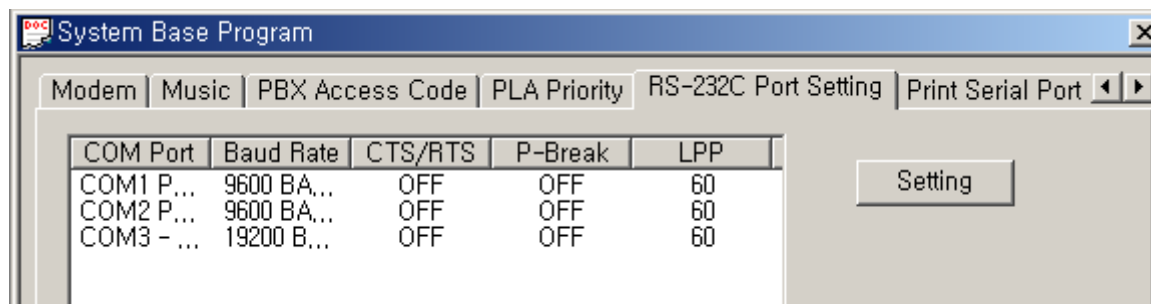 DOC System Base Program
Modem Music PBX Access Code PLA Priority RS-232C Port Setting Print Serial Port
COM Port Baud Rate CTS/RTS P-Break LPP
COM1 P... 9600 BA... OFF OFF 60
COM2 P... 9600 BA... OFF OFF 60
COM3 - ... 19200 B... OFF OFF 60
Setting